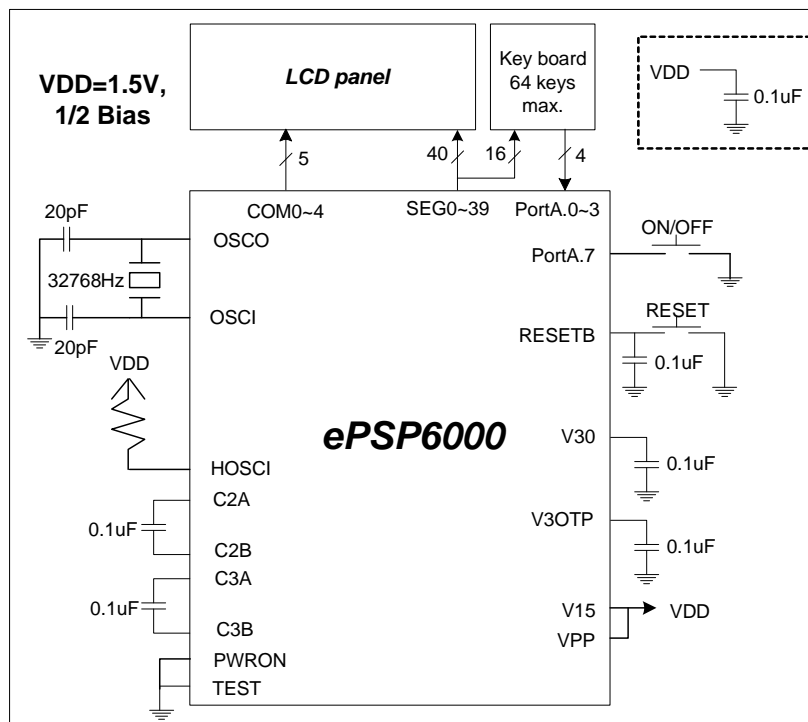 VDD=1.5V,
1/2 Bias
LCD panel
Key board
64 keys
max.
VDD
0.1uF
5
40
16
4
COM0~4
SEG0~39
PortA.0~3
20pF
OSCO
32768Hz
OSCI
20pF
VDD
HOSCI
C2A
0.1uF
C2B
C3A
0.1uF
C3B
PWRON
TEST
ePSP6000
PortA.7
ON/OFF
RESETB
RESET
0.1uF
V30
0.1uF
V3OTP
0.1uF
V15
VDD
VPP